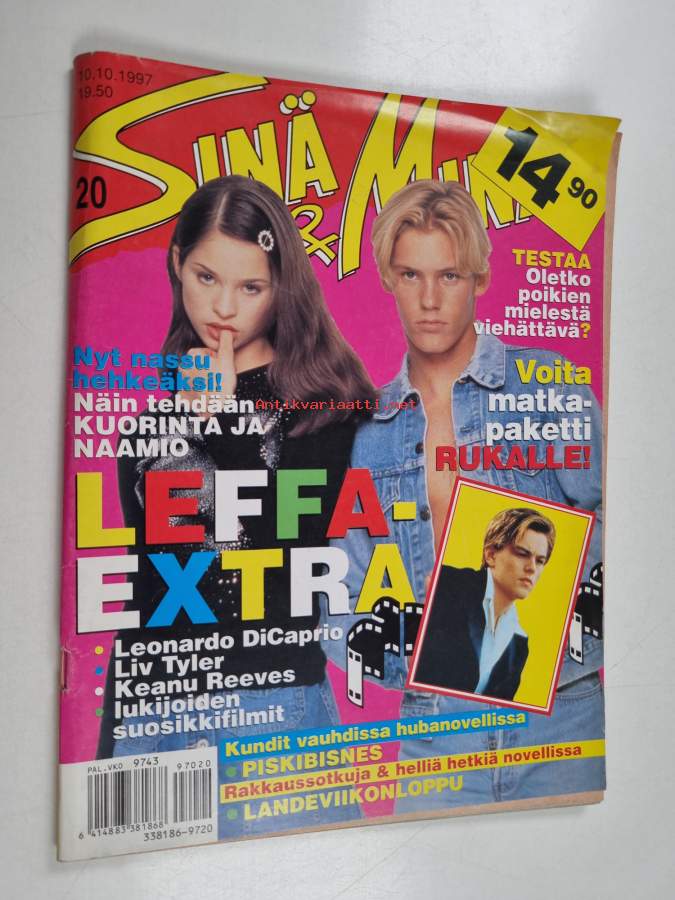 10.10.1997
19.50
SINÄ & MINÄ
14 90
20
TESTAA
Oletko
poikien
mielestä
viehättävä?
Nyt nassu
hehkeäksi!
Näin tehdään
KUORINTA JA
NAAMIO
Antikvariaatti.net
Voita
matka-
paketti
RUKALLE!
LEFFA-
EXTRA
• Leonardo DiCaprio
• Liv Tyler
• Keanu Reeves
• lukijoiden
suosikkifilmit
Kundit vauhdissa hubanovellissa
• PISKIBISNES
Rakkaussotkuja & helliä hetkiä novellissa
• LANDEVIIKONLOPPU
PAL.VKO 9743
97020
6 414883 381868
338186-9720